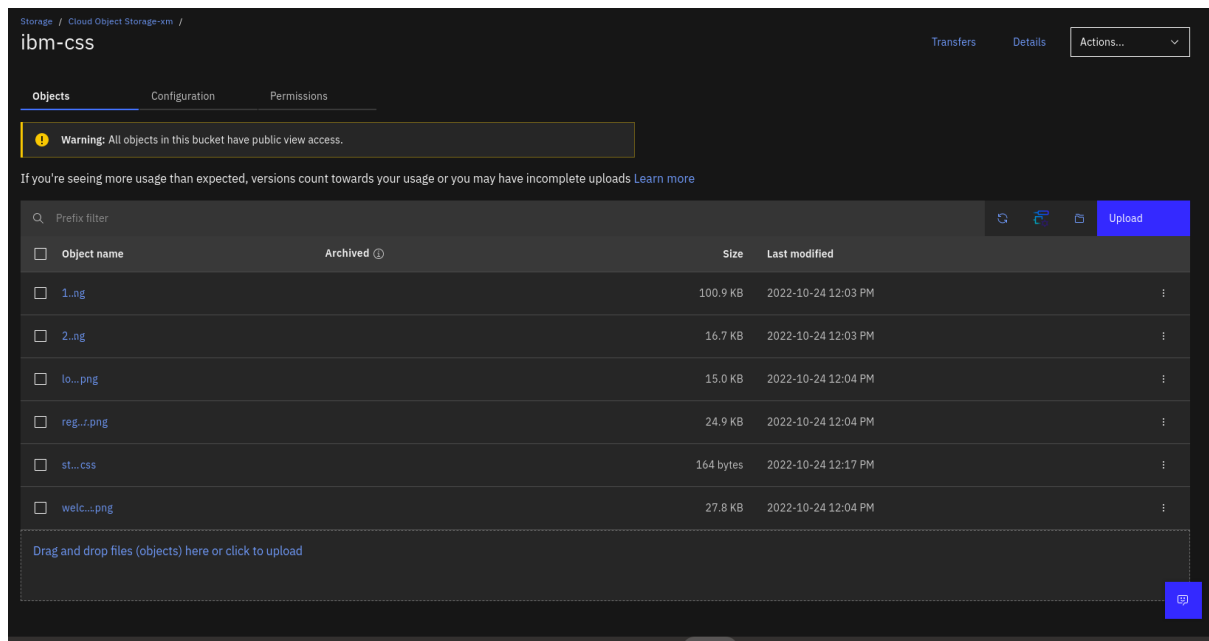 Storage / Cloud Object Storage-xm /
ibm-css
Transfers Details Actions...
Objects Configuration Permissions
Warning: All objects in this bucket have public view access.
If you're seeing more usage than expected, versions count towards your usage or you may have incomplete uploads Learn more
Prefix filter Upload
Object name Archived Size Last modified
1..ng 100.9 KB 2022-10-24 12:03 PM
2..ng 16.7 KB 2022-10-24 12:03 PM
lo...png 15.0 KB 2022-10-24 12:04 PM
reg...png 24.9 KB 2022-10-24 12:04 PM
st...css 164 bytes 2022-10-24 12:17 PM
welc...png 27.8 KB 2022-10-24 12:04 PM
Drag and drop files (objects) here or click to upload